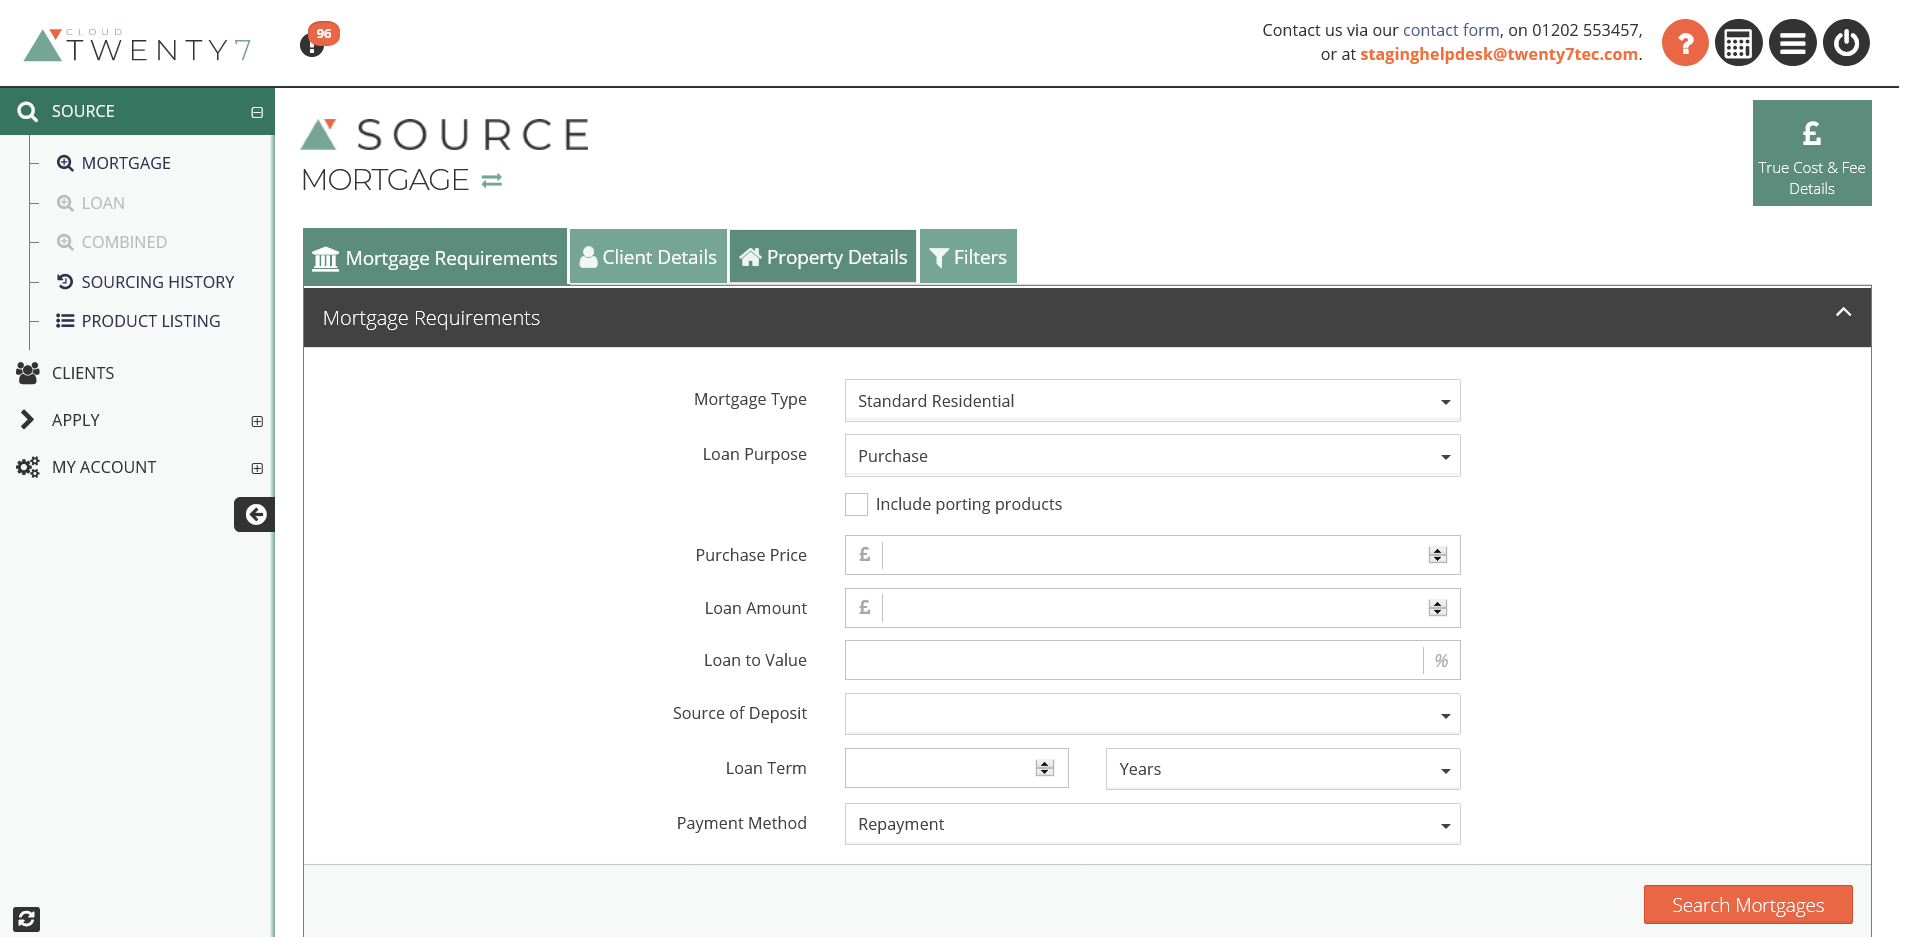 CLOUD
TWENTY7
96
Contact us via our contact form, on 01202 553457,
or at staginghelpdesk@twenty7tec.com.
?
SOURCE
MORTGAGE
LOAN
COMBINED
SOURCING HISTORY
PRODUCT LISTING
CLIENTS
APPLY
MY ACCOUNT
SOURCE
MORTGAGE
£
True Cost & Fee
Details
Mortgage Requirements
Client Details
Property Details
Filters
Mortgage Requirements
Mortgage Type
Standard Residential
Loan Purpose
Purchase
Include porting products
Purchase Price
£
Loan Amount
£
Loan to Value
%
Source of Deposit
Loan Term
Years
Payment Method
Repayment
Search Mortgages